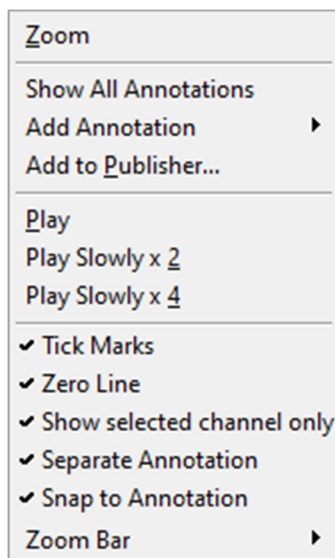 Zoom
Show All Annotations
Add Annotation
Add to Publisher...
Play
Play Slowly x 2
Play Slowly x 4
Tick Marks
Zero Line
Show selected channel only
Separate Annotation
Snap to Annotation
Zoom Bar